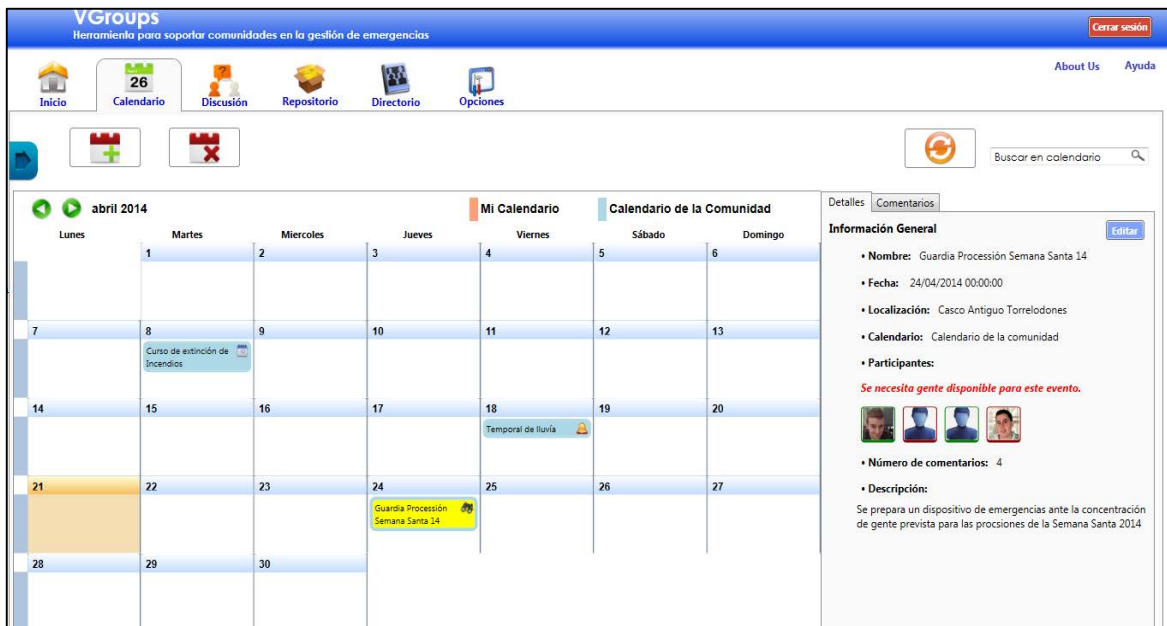 VGroups
Herramienta para soportar comunidades en la gestión de emergencias
Cerrar sesión
About Us Ayuda
26
Inicio Calendario Discusión Repositorio Directorio Opciones
Buscar en calendario
abril 2014 Mi Calendario Calendario de la Comunidad
Lunes Martes Miercoles Jueves Viernes Sábado Domingo
1 2 3 4 5 6
7 8 9 10 11 12 13
Curso de extinción de
Incendios
14 15 16 17 18 19 20
Temporal de lluvía
21 22 23 24 25 26 27
Guardia Processión
Semana Santa 14
28 29 30
Detalles Comentarios
Información General Editar
• Nombre: Guardia Processión Semana Santa 14
• Fecha: 24/04/2014 00:00:00
• Localización: Casco Antiguo Torrelodones
• Calendario: Calendario de la comunidad
• Participantes:
Se necesita gente disponible para este evento.
• Número de comentarios: 4
• Descripción:
Se prepara un dispositivo de emergencias ante la concentración
de gente prevista para las procsiones de la Semana Santa 2014